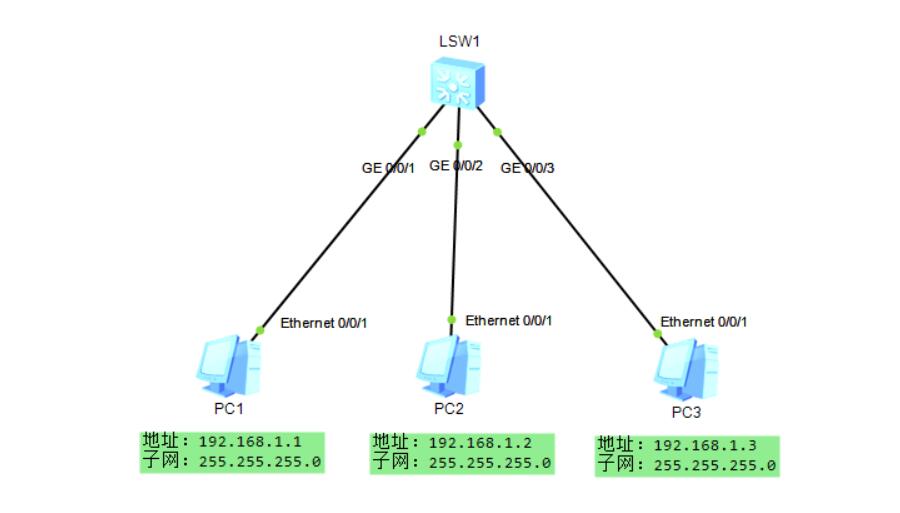 LSW1
GE 0/0/1
GE 0/0/2
GE 0/0/3
Ethernet 0/0/1
Ethernet 0/0/1
Ethernet 0/0/1
PC1
PC2
PC3
地址：192.168.1.1
子网：255.255.255.0
地址：192.168.1.2
子网：255.255.255.0
地址：192.168.1.3
子网：255.255.255.0